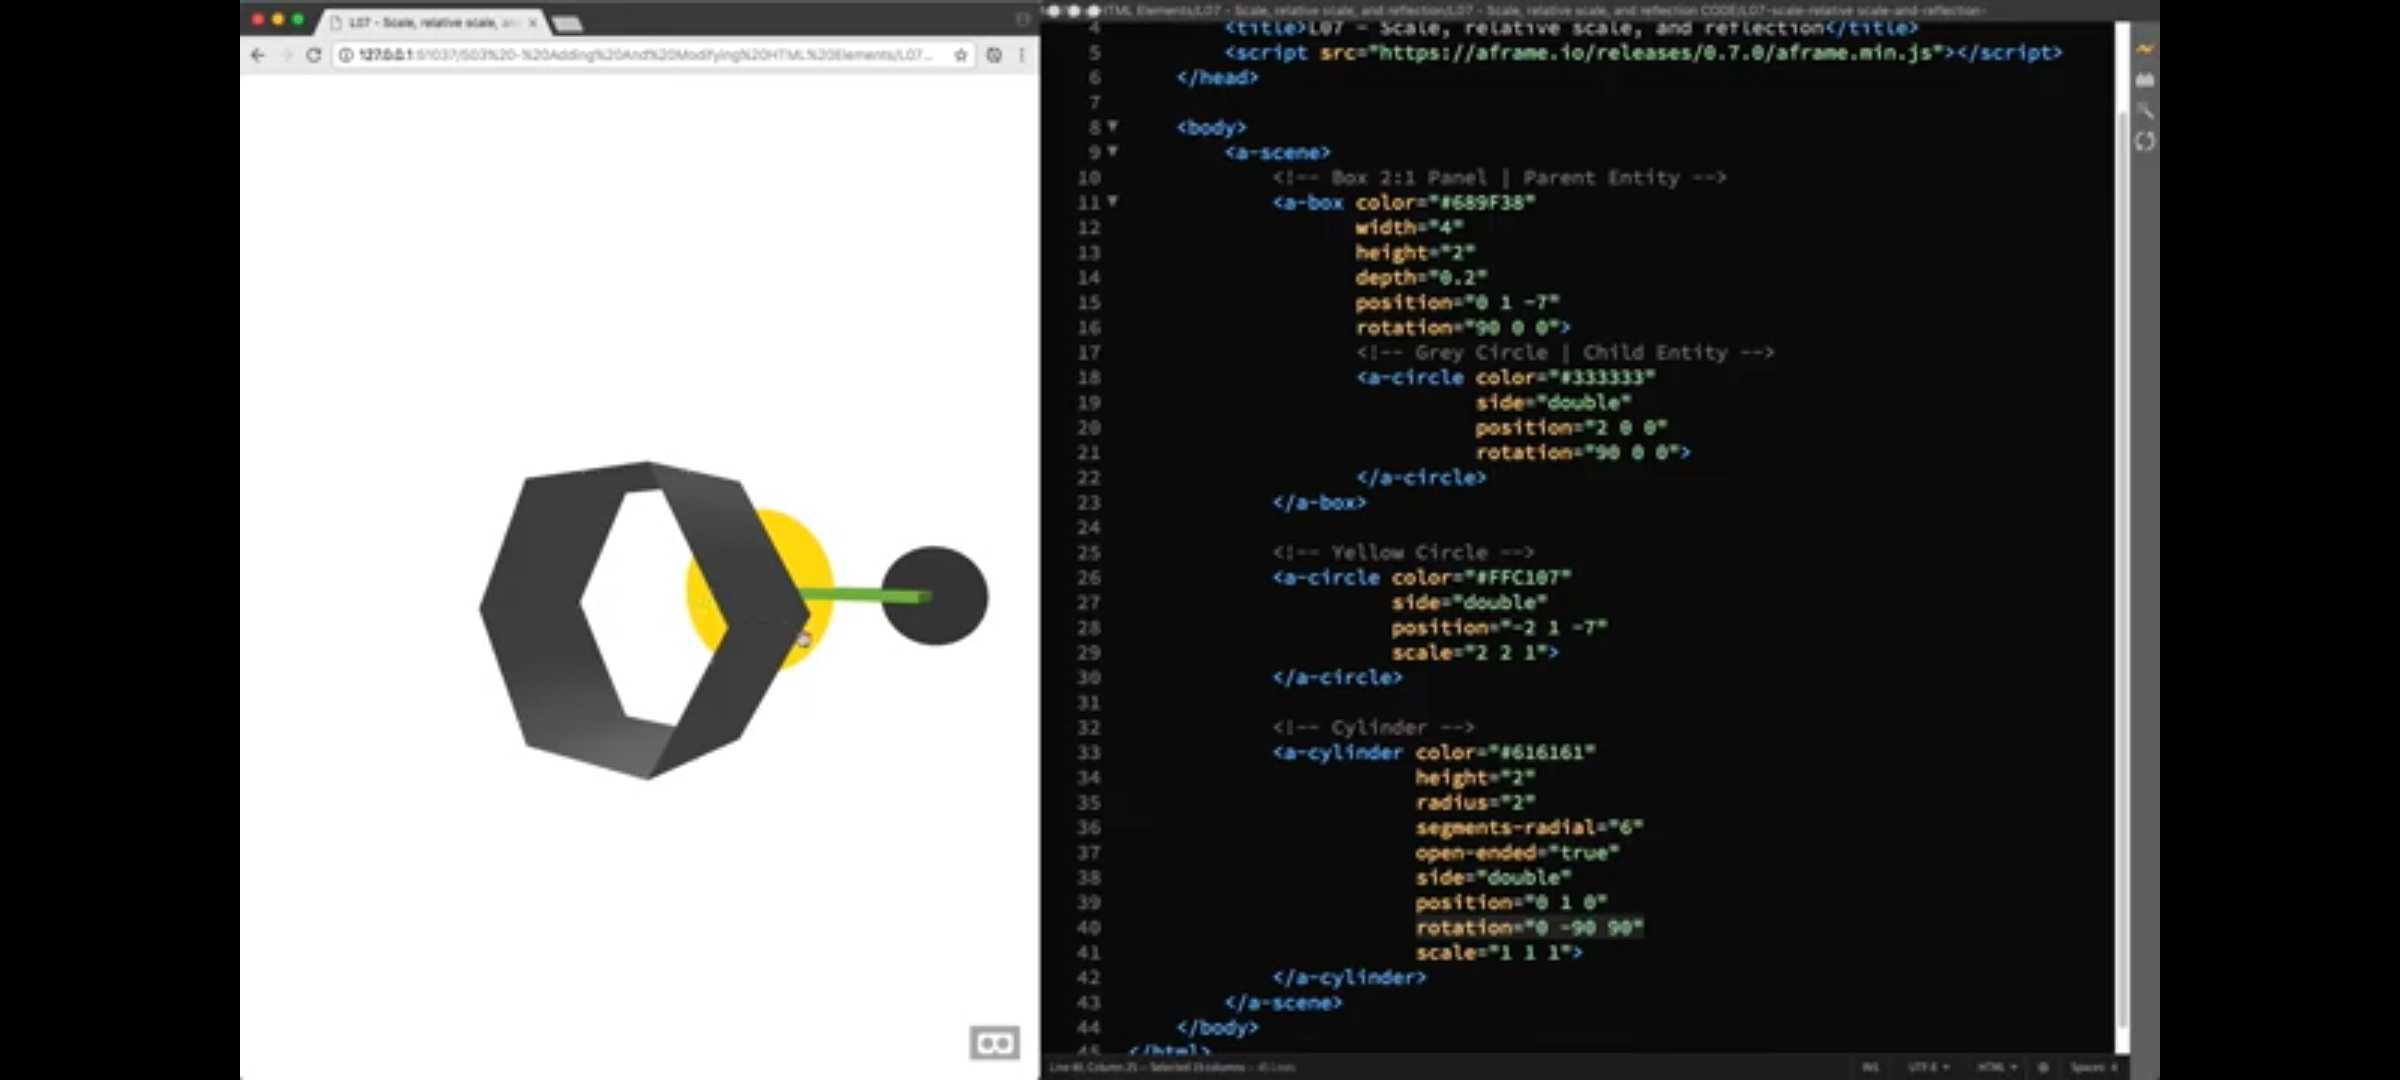 L07 - Scale, relative scale, an
127.0.0.1:61037/S03%20-%20Adding%20And%20Modifying%20HTML%20Elements/L07...
HTML Elements/L07 - Scale, relative scale, and reflection/L07 - Scale, relative scale, and reflection CODE/L07-scale-relative scale-and-reflection-
4 <title>L07 - Scale, relative scale, and reflection</title>
5 <script src="https://aframe.io/releases/0.7.0/aframe.min.js"></script>
6 </head>
7
8 <body>
9 <a-scene>
10 <!-- Box 2:1 Panel | Parent Entity -->
11 <a-box color="#689F38"
12 width="4"
13 height="2"
14 depth="0.2"
15 position="0 1 -7"
16 rotation="90 0 0">
17 <!-- Grey Circle | Child Entity -->
18 <a-circle color="#333333"
19 side="double"
20 position="2 0 0"
21 rotation="90 0 0">
22 </a-circle>
23 </a-box>
24
25 <!-- Yellow Circle -->
26 <a-circle color="#FFC107"
27 side="double"
28 position="-2 1 -7"
29 scale="2 2 1">
30 </a-circle>
31
32 <!-- Cylinder -->
33 <a-cylinder color="#616161"
34 height="2"
35 radius="2"
36 segments-radial="6"
37 open-ended="true"
38 side="double"
39 position="0 1 0"
40 rotation="0 -90 90"
41 scale="1 1 1">
42 </a-cylinder>
43 </a-scene>
44 </body>
45 </html>
Line 40, Column 25 - Selected 19 columns - 45 Lines
INS UTF-8 HTML Spaces: 4